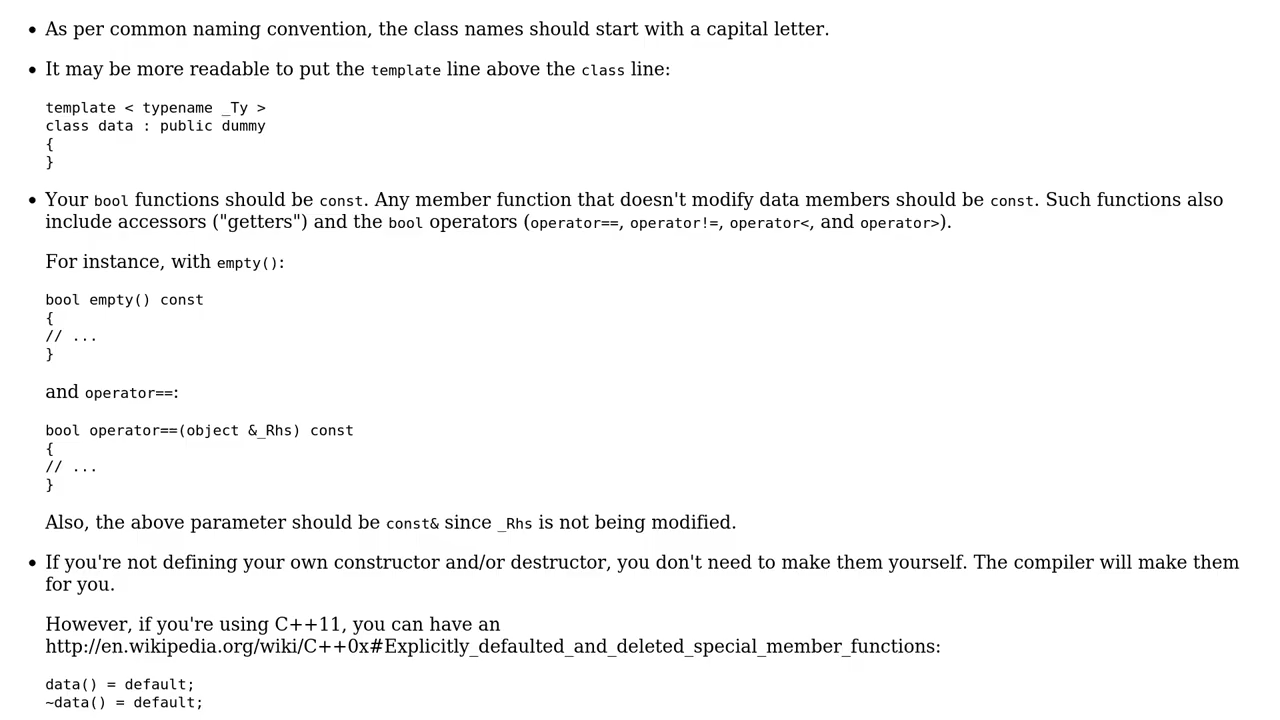 • As per common naming convention, the class names should start with a capital letter.
• It may be more readable to put the template line above the class line:
template < typename _Ty >
class data : public dummy
{
}
• Your bool functions should be const. Any member function that doesn't modify data members should be const. Such functions also
include accessors ("getters") and the bool operators (operator==, operator!=, operator<, and operator>).
For instance, with empty():
bool empty() const
{
// ...
}
and operator==:
bool operator==(object &_Rhs) const
{
// ...
}
Also, the above parameter should be const& since _Rhs is not being modified.
• If you're not defining your own constructor and/or destructor, you don't need to make them yourself. The compiler will make them
for you.
However, if you're using C++11, you can have an
http://en.wikipedia.org/wiki/C++0x#Explicitly_defaulted_and_deleted_special_member_functions:
data() = default;
~data() = default;